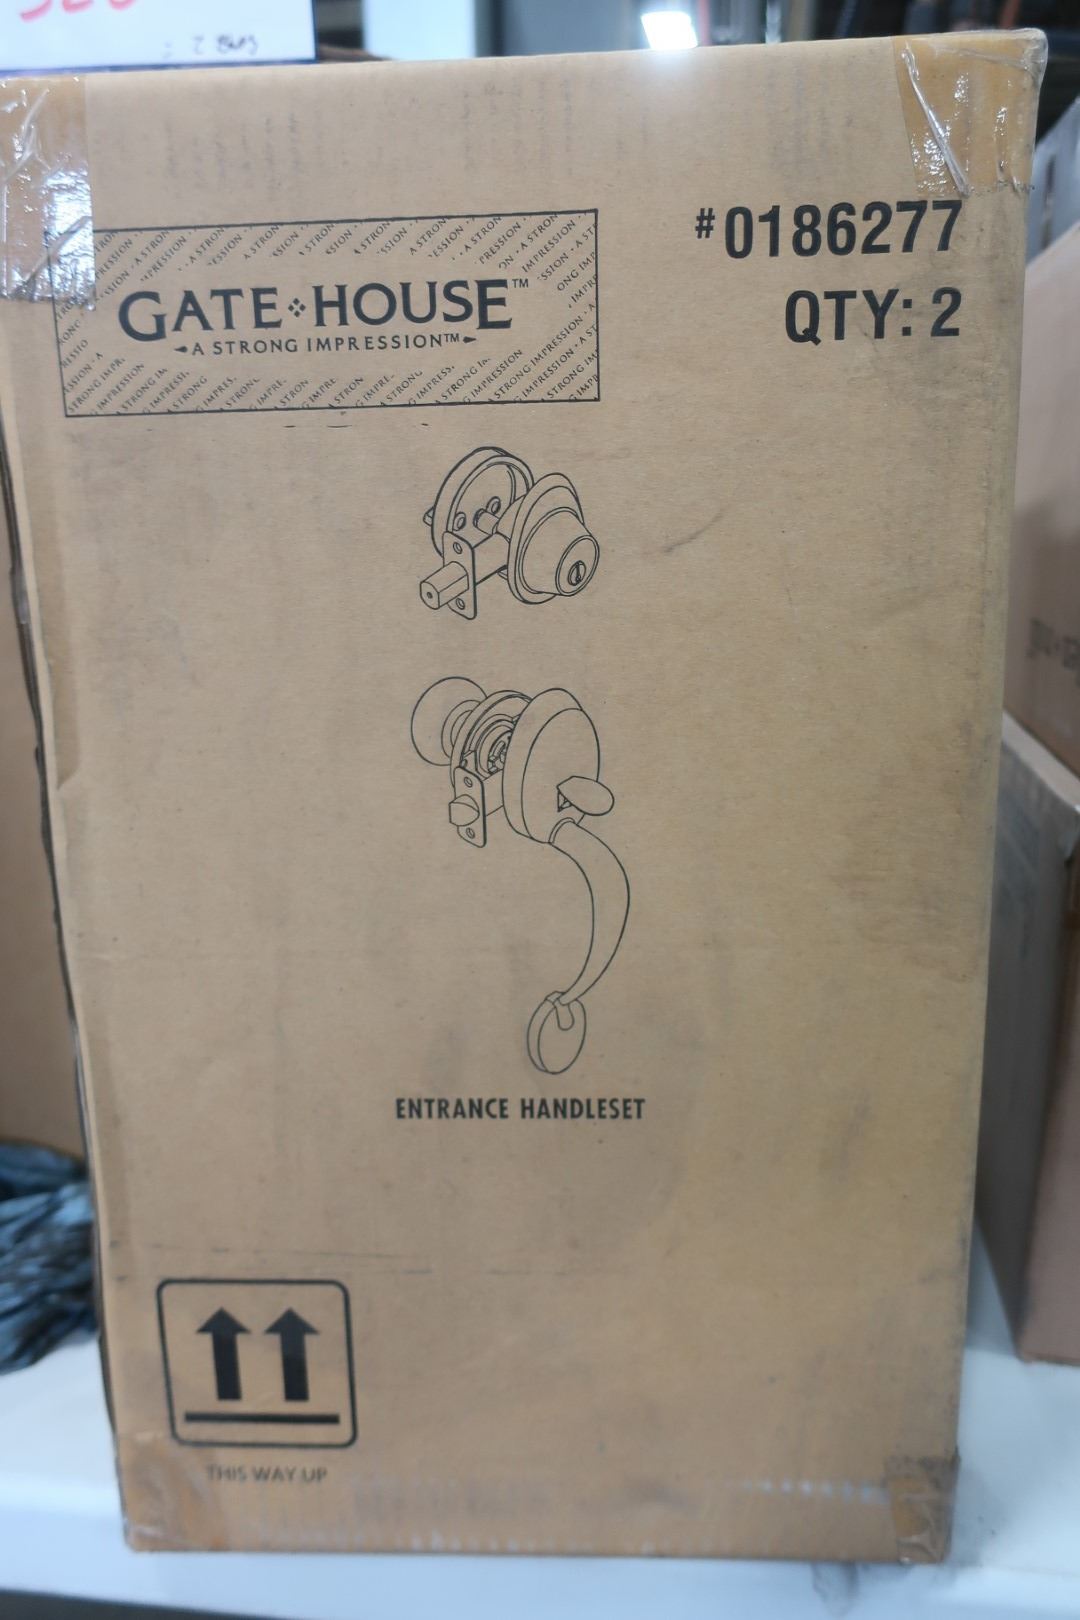 #0186277
QTY: 2
GATE HOUSE™
A STRONG IMPRESSION™
ENTRANCE HANDLESET
THIS WAY UP